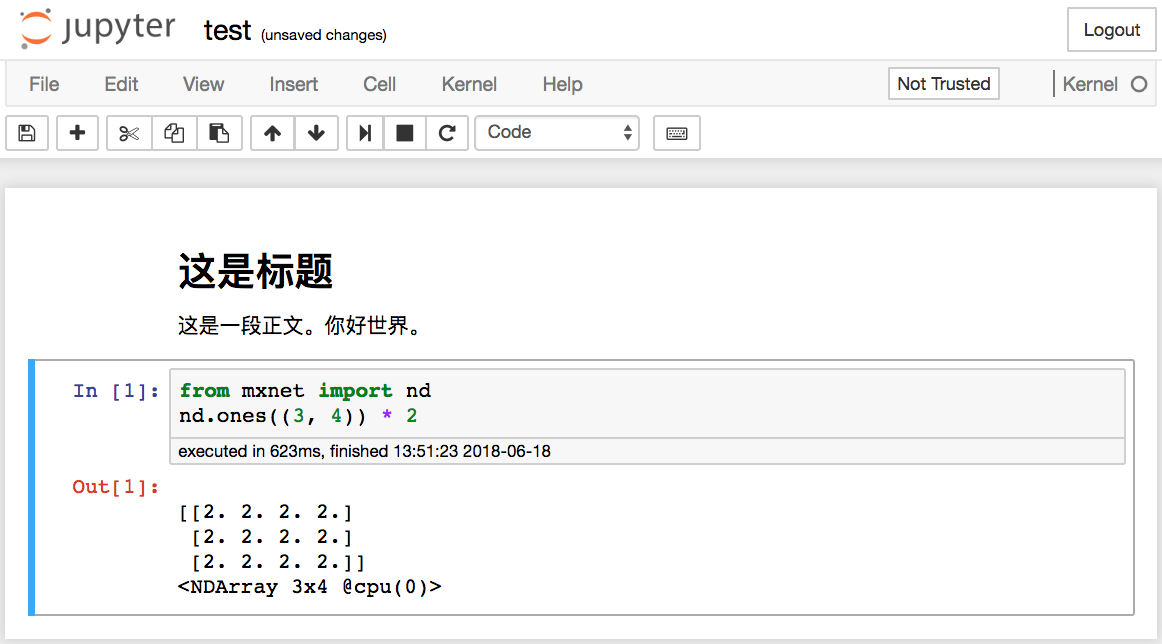 jupyter test (unsaved changes) Logout
File Edit View Insert Cell Kernel Help Not Trusted Kernel
Code
这是标题
这是一段正文。你好世界。
In [1]: from mxnet import nd
nd.ones((3, 4)) * 2
executed in 623ms, finished 13:51:23 2018-06-18
Out[1]:
[[2. 2. 2. 2.]
[2. 2. 2. 2.]
[2. 2. 2. 2.]]
<NDArray 3x4 @cpu(0)>